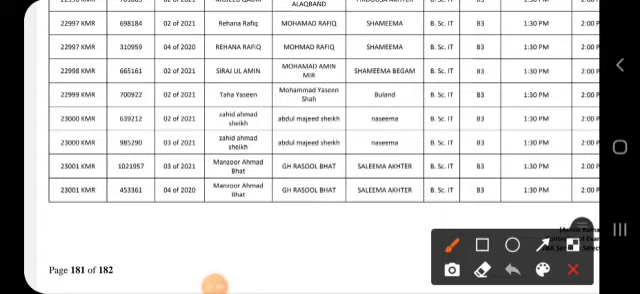 ALAQBAND
22997 KMR 698184 02 of 2021 Rehana Rafiq MOHAMAD RAFIQ SHAMEEMA B. Sc. IT B3 1:30 PM 2:00 P
22997 KMR 310959 04 of 2020 REHANA RAFIQ MOHMAD RAFIQ SHAMEEMA B. Sc. IT B3 1:30 PM 2:00 P
22998 KMR 665161 02 of 2021 SIRAJ UL AMIN MOHAMAD AMIN MIR SHAMEEMA BEGAM B. Sc. IT B3 1:30 PM 2:00 P
22999 KMR 700922 02 of 2021 Taha Yaseen Mohammad Yaseen Shah Buland B. Sc. IT B3 1:30 PM 2:00 P
23000 KMR 639212 02 of 2021 zahid ahmad sheikh abdul majeed sheikh naseema B. Sc. IT B3 1:30 PM 2:00 P
23000 KMR 985290 03 of 2021 zahid ahmad sheikh abdul majeed sheikh naseema B. Sc. IT B3 1:30 PM 2:00 P
23001 KMR 1021957 03 of 2021 Manzoor Ahmad Bhat GH RASOOL BHAT SALEEMA AKHTER B. Sc. IT B3 1:30 PM 2:00 P
23001 KMR 453361 04 of 2020 Manzoor Ahmad Bhat GH RASOOL BHAT SALEEMA AKHTER B. Sc. IT B3 1:30 PM 2:00 P
Page 181 of 182